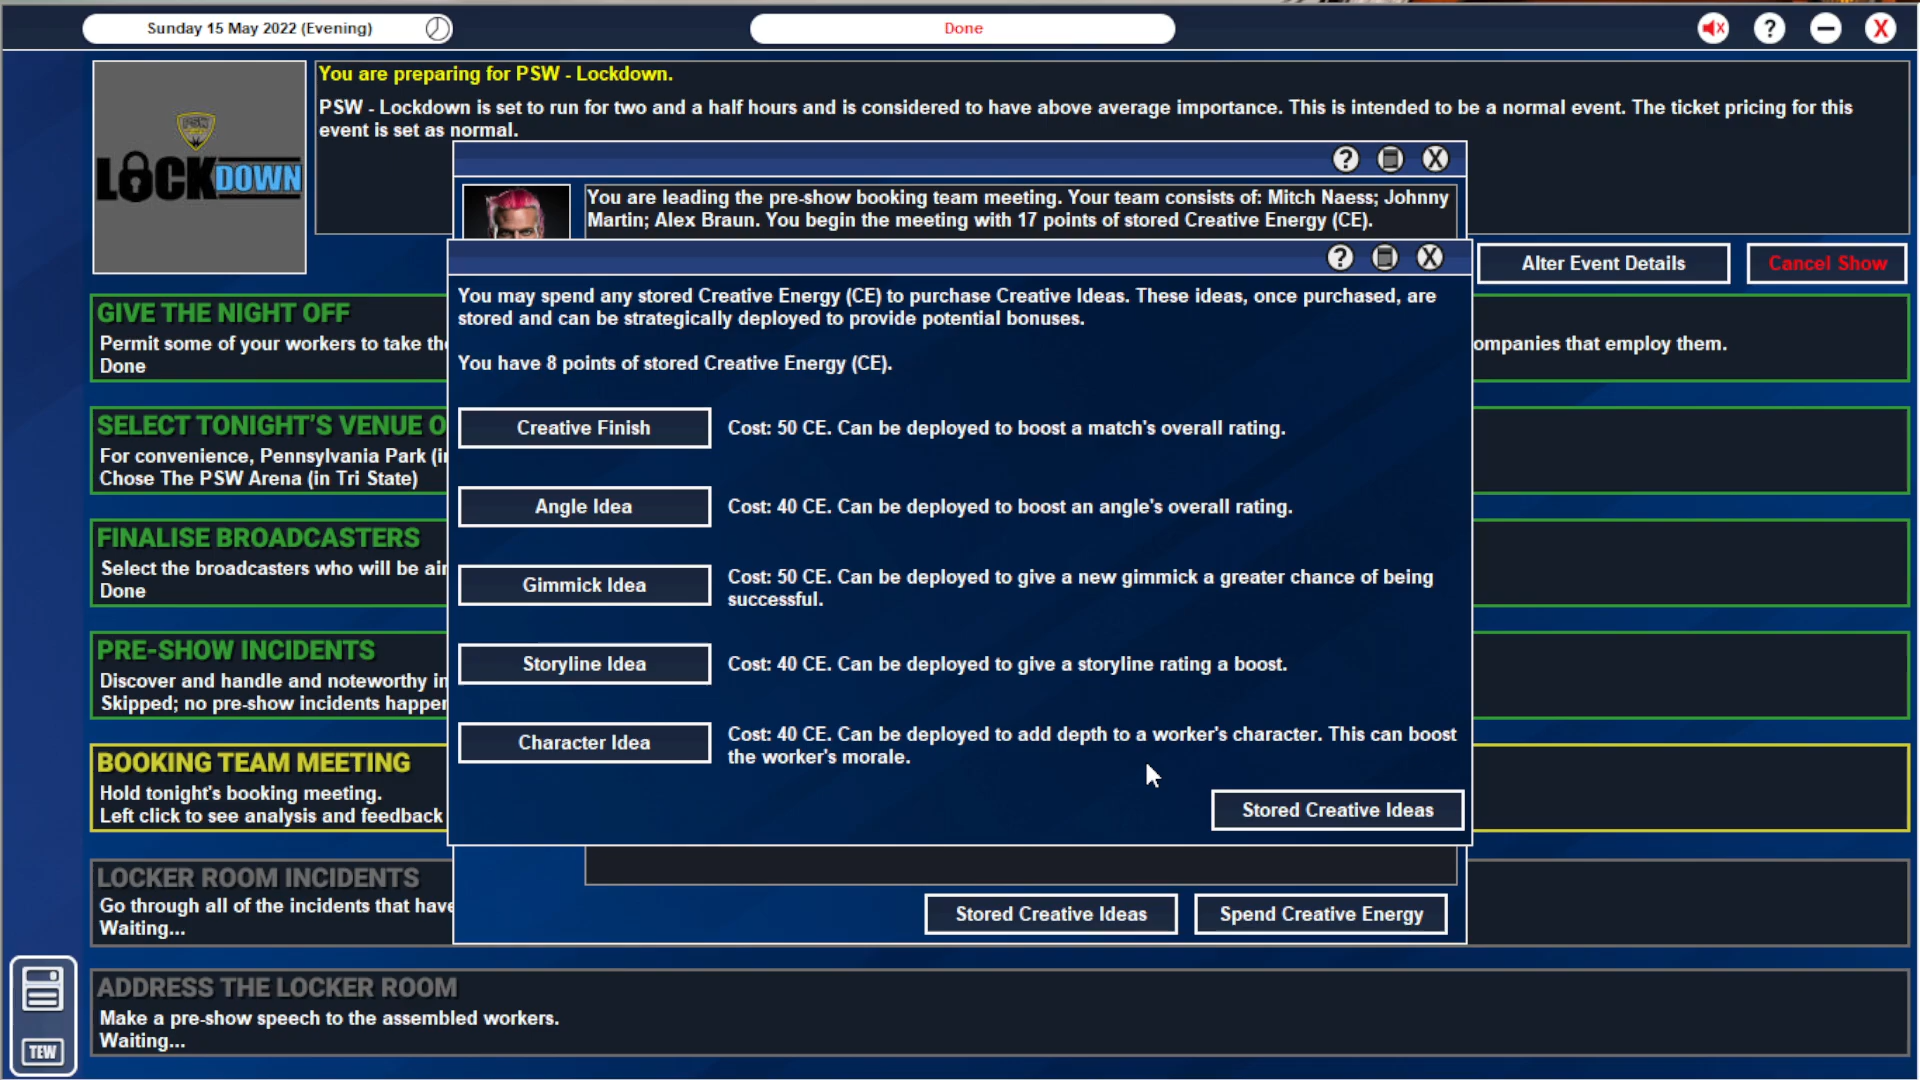 Sunday 15 May 2022 (Evening)
Done
You are preparing for PSW - Lockdown.
PSW - Lockdown is set to run for two and a half hours and is considered to have above average importance. This is intended to be a normal event. The ticket pricing for this
event is set as normal.
PSW
LOCKDOWN
You are leading the pre-show booking team meeting. Your team consists of: Mitch Naess; Johnny
Martin; Alex Braun. You begin the meeting with 17 points of stored Creative Energy (CE).
Alter Event Details
Cancel Show
You may spend any stored Creative Energy (CE) to purchase Creative Ideas. These ideas, once purchased, are
stored and can be strategically deployed to provide potential bonuses.
You have 8 points of stored Creative Energy (CE).
Creative Finish
Cost: 50 CE. Can be deployed to boost a match's overall rating.
Angle Idea
Cost: 40 CE. Can be deployed to boost an angle's overall rating.
Gimmick Idea
Cost: 50 CE. Can be deployed to give a new gimmick a greater chance of being
successful.
Storyline Idea
Cost: 40 CE. Can be deployed to give a storyline rating a boost.
Character Idea
Cost: 40 CE. Can be deployed to add depth to a worker's character. This can boost
the worker's morale.
Stored Creative Ideas
Stored Creative Ideas
Spend Creative Energy
GIVE THE NIGHT OFF
Permit some of your workers to take the
ompanies that employ them.
Done
SELECT TONIGHT'S VENUE O
For convenience, Pennsylvania Park (i
Chose The PSW Arena (in Tri State)
FINALISE BROADCASTERS
Select the broadcasters who will be air
Done
PRE-SHOW INCIDENTS
Discover and handle and noteworthy in
Skipped; no pre-show incidents happer
BOOKING TEAM MEETING
Hold tonight's booking meeting.
Left click to see analysis and feedback
LOCKER ROOM INCIDENTS
Go through all of the incidents that have
Waiting...
ADDRESS THE LOCKER ROOM
Make a pre-show speech to the assembled workers.
Waiting...
TEW